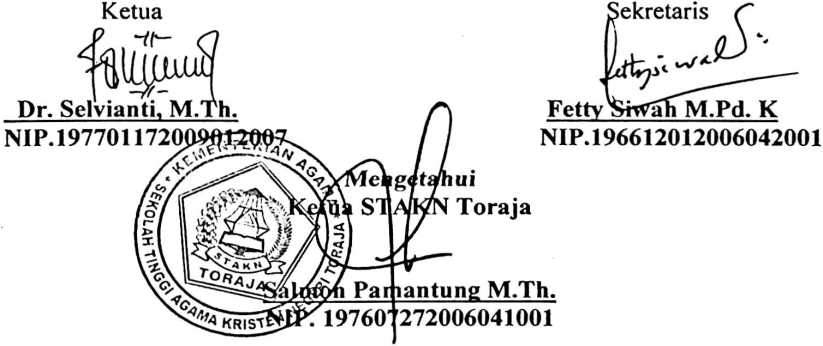 Ketua
Dr. Selvianti, M.Th.
NIP.197701172009012007
Sekretaris
Fetty Siwah M.Pd. K
NIP.196612012006042001
Mengetahui
Ketua STAKN Toraja
Salmon Pamantung M.Th.
NIP. 197607272006041001
KEMENTERIAN AGAMA
SEKOLAH TINGGI AGAMA KRISTEN NEGERI TORAJA
STAKN
TORAJA